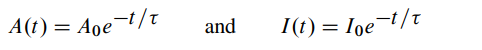 A(t) = A₀e^{−t/τ} and I(t) = I₀e^{−t/τ}